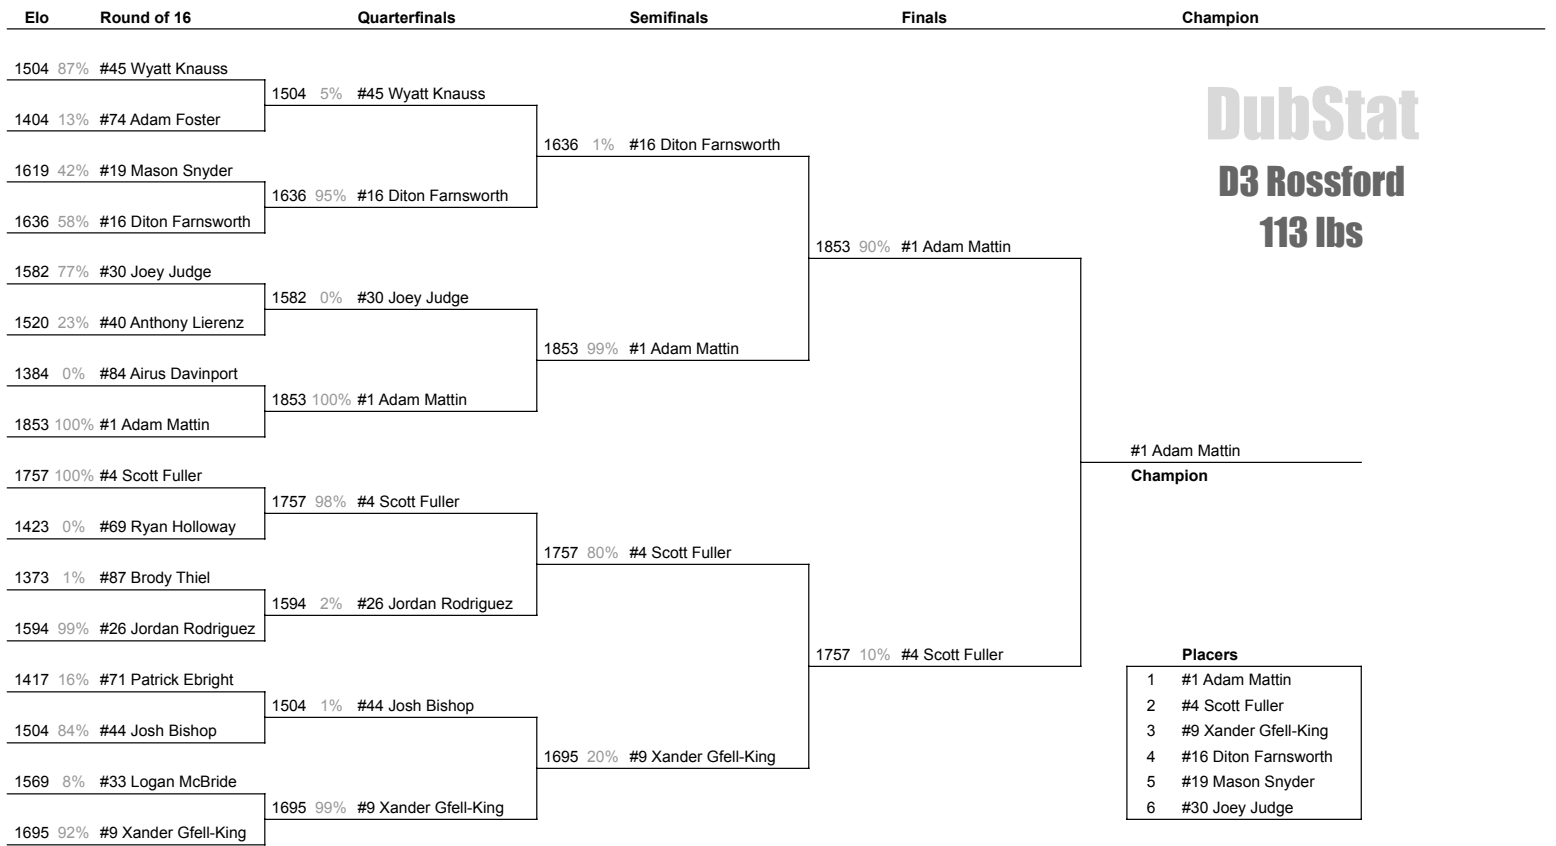 Elo Round of 16 Quarterfinals Semifinals Finals Champion
1504 87% #45 Wyatt Knauss
1504 5% #45 Wyatt Knauss
DubStat
1404 13% #74 Adam Foster
1636 1% #16 Diton Farnsworth
1619 42% #19 Mason Snyder
D3 Rossford
1636 95% #16 Diton Farnsworth
1636 58% #16 Diton Farnsworth
113 lbs
1853 90% #1 Adam Mattin
1582 77% #30 Joey Judge
1582 0% #30 Joey Judge
1520 23% #40 Anthony Lierenz
1853 99% #1 Adam Mattin
1384 0% #84 Airus Davinport
1853 100% #1 Adam Mattin
1853 100% #1 Adam Mattin
#1 Adam Mattin
1757 100% #4 Scott Fuller
Champion
1757 98% #4 Scott Fuller
1423 0% #69 Ryan Holloway
1757 80% #4 Scott Fuller
1373 1% #87 Brody Thiel
1594 2% #26 Jordan Rodriguez
1594 99% #26 Jordan Rodriguez
1757 10% #4 Scott Fuller
Placers
1417 16% #71 Patrick Ebright
1 #1 Adam Mattin
1504 1% #44 Josh Bishop
2 #4 Scott Fuller
1504 84% #44 Josh Bishop
3 #9 Xander Gfell-King
1695 20% #9 Xander Gfell-King
4 #16 Diton Farnsworth
1569 8% #33 Logan McBride
5 #19 Mason Snyder
1695 99% #9 Xander Gfell-King
6 #30 Joey Judge
1695 92% #9 Xander Gfell-King